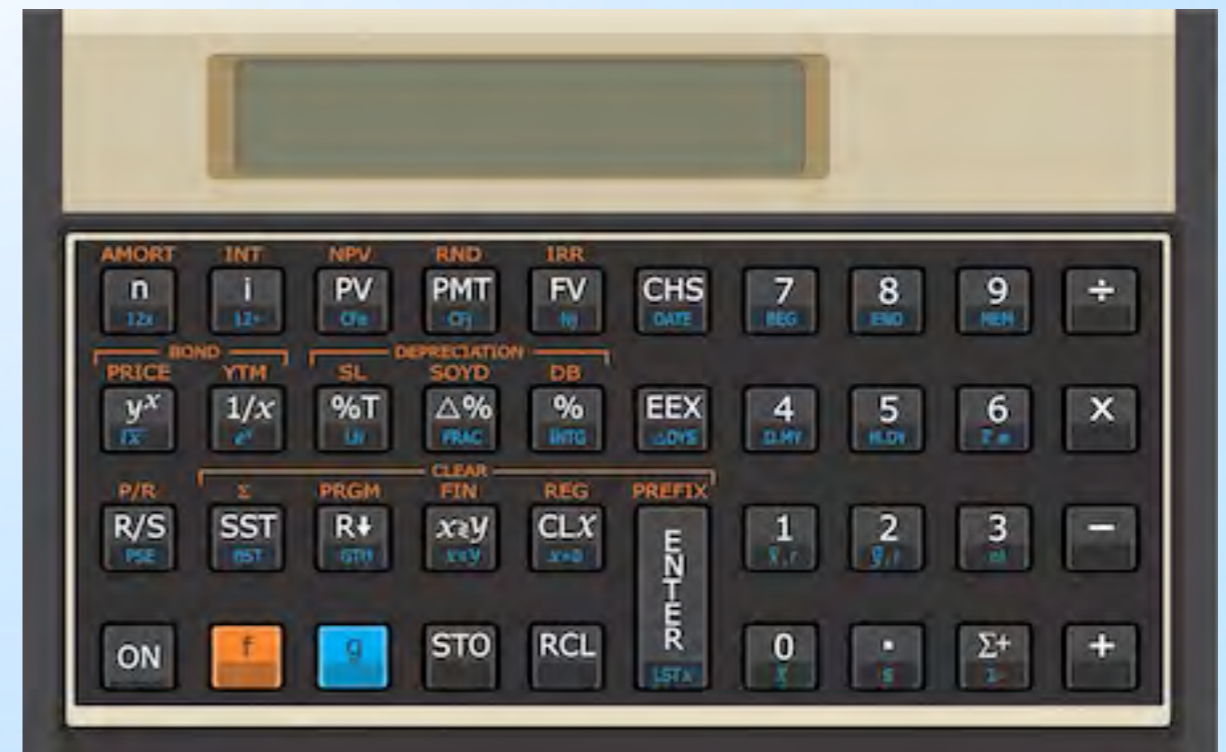 AMORT INT NPV RND IRR
n i PV PMT FV CHS 7 8 9 ÷
12x 12÷ CFj Nj DATE BEG END MEM
BOND DEPRECIATION
PRICE YTM SL SOYD DB
yˣ 1/x %T △% % EEX 4 5 6 ×
eˣ LN FRAC INTG △DYS D.MY M.DY
CLEAR
P/R Σ PRGM FIN REG PREFIX
R/S SST R↓ x≷y CLX ENTER 1 2 3 −
PSE BST x≤y x=0 n!
ON f g STO RCL 0 . Σ+ +
LSTx s Σ-